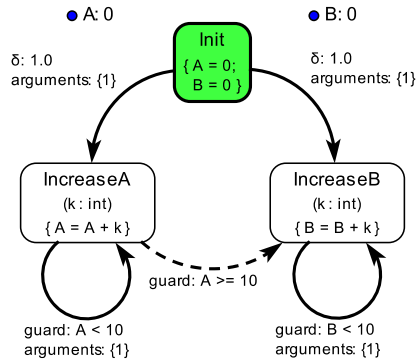 A: 0
B: 0
Init
{ A = 0;
B = 0 }
δ: 1.0
arguments: {1}
δ: 1.0
arguments: {1}
IncreaseA
(k : int)
{ A = A + k }
IncreaseB
(k : int)
{ B = B + k }
guard: A >= 10
guard: A < 10
arguments: {1}
guard: B < 10
arguments: {1}